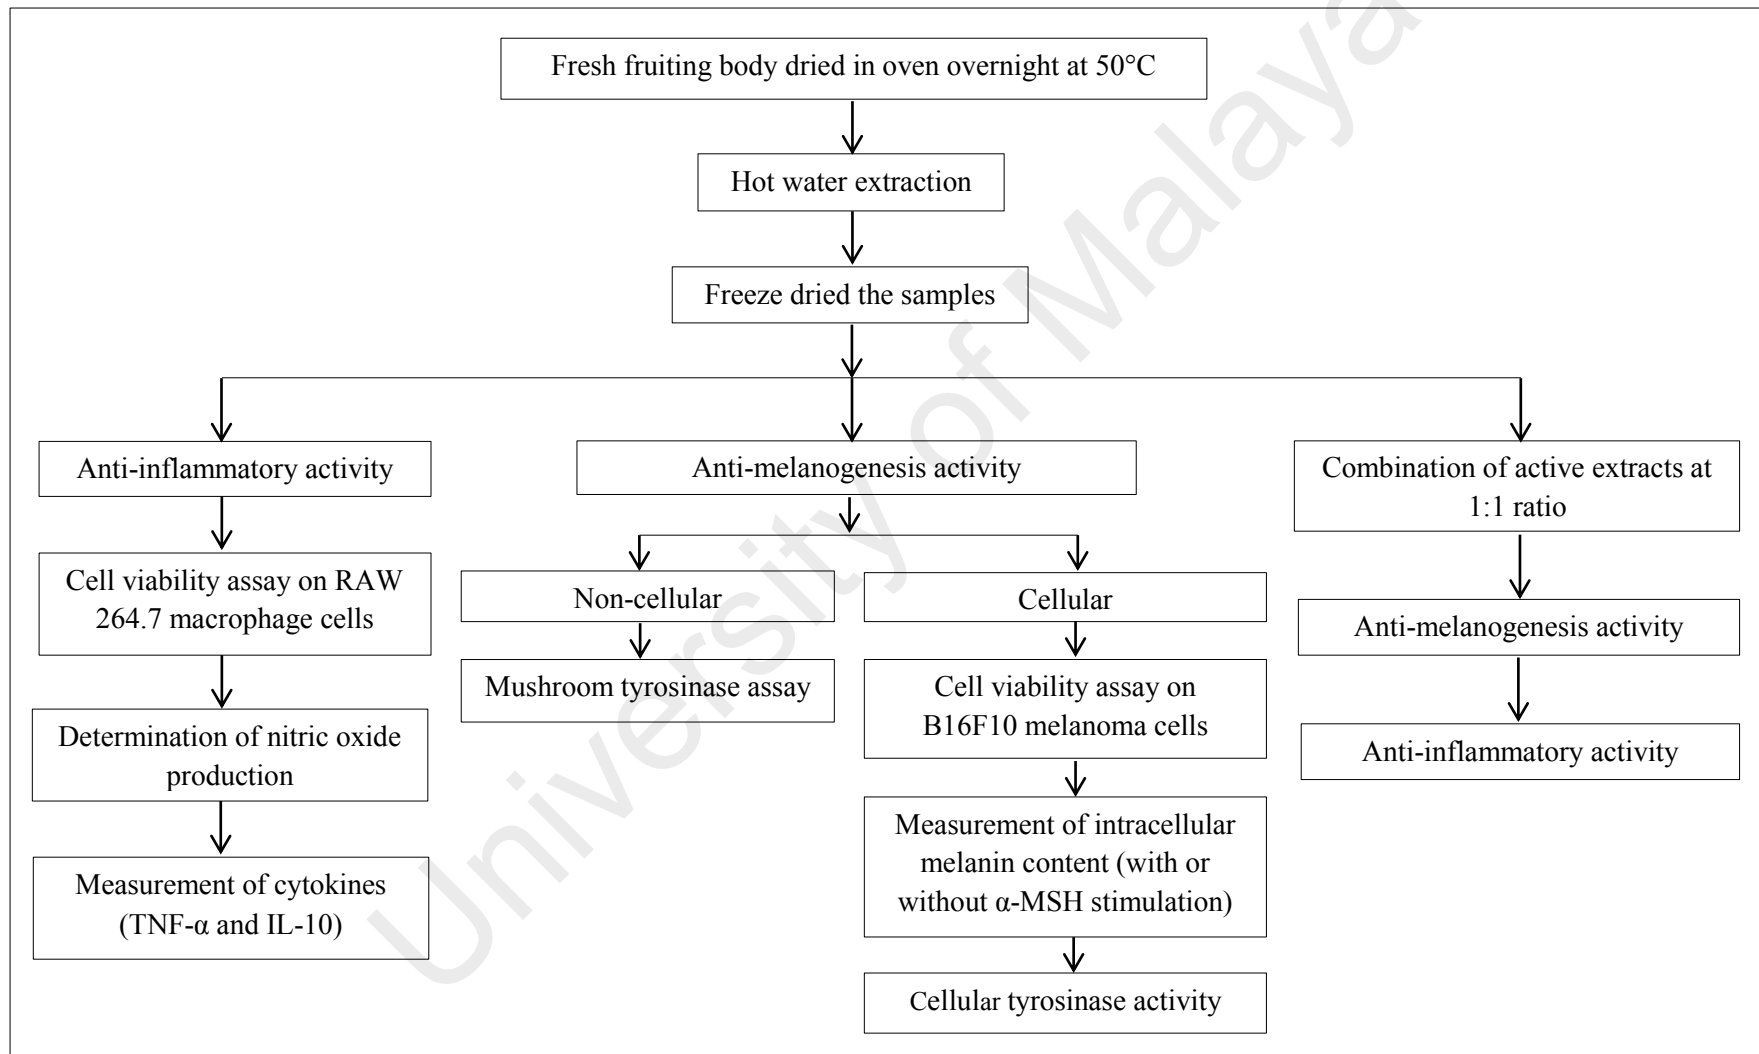 Fresh fruiting body dried in oven overnight at 50°C
Hot water extraction
Freeze dried the samples
Anti-inflammatory activity
Cell viability assay on RAW
264.7 macrophage cells
Determination of nitric oxide
production
Measurement of cytokines
(TNF-α and IL-10)
Anti-melanogenesis activity
Non-cellular
Mushroom tyrosinase assay
Cellular
Cell viability assay on
B16F10 melanoma cells
Measurement of intracellular
melanin content (with or
without α-MSH stimulation)
Cellular tyrosinase activity
Combination of active extracts at
1:1 ratio
Anti-melanogenesis activity
Anti-inflammatory activity
University of Malaya